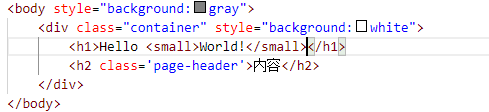 <body style="background:gray">
<div class="container" style="background:white">
<h1>Hello <small>World!</small></h1>
<h2 class='page-header'>内容</h2>
</div>
</body>